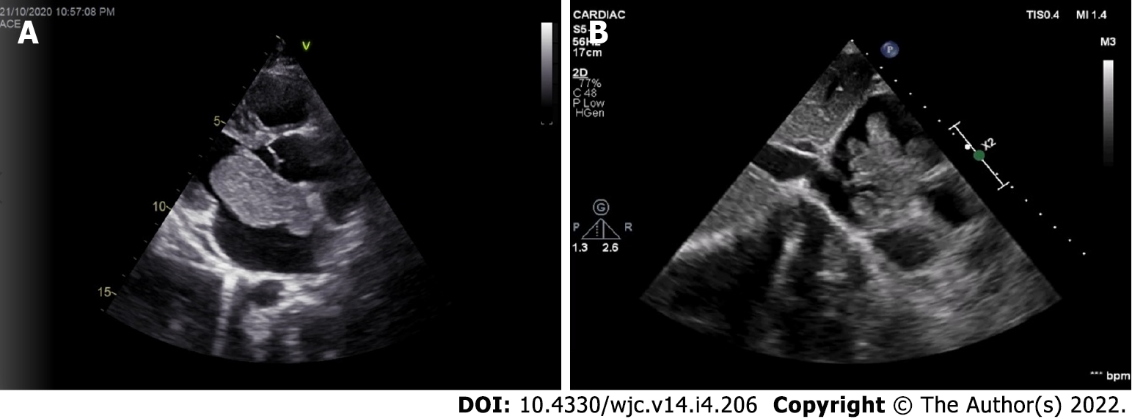 21/10/2020 10:57:08 PM
ACE
A
V
5
10
15
CARDIAC
B
S5-
56Hz
17cm
2D
77%
C 48
P Low
HGen
TIS0.4 MI 1.4
M3
P
X2
G
P R
1.3 2.6
*** bpm
DOI: 10.4330/wjc.v14.i4.206 Copyright © The Author(s) 2022.